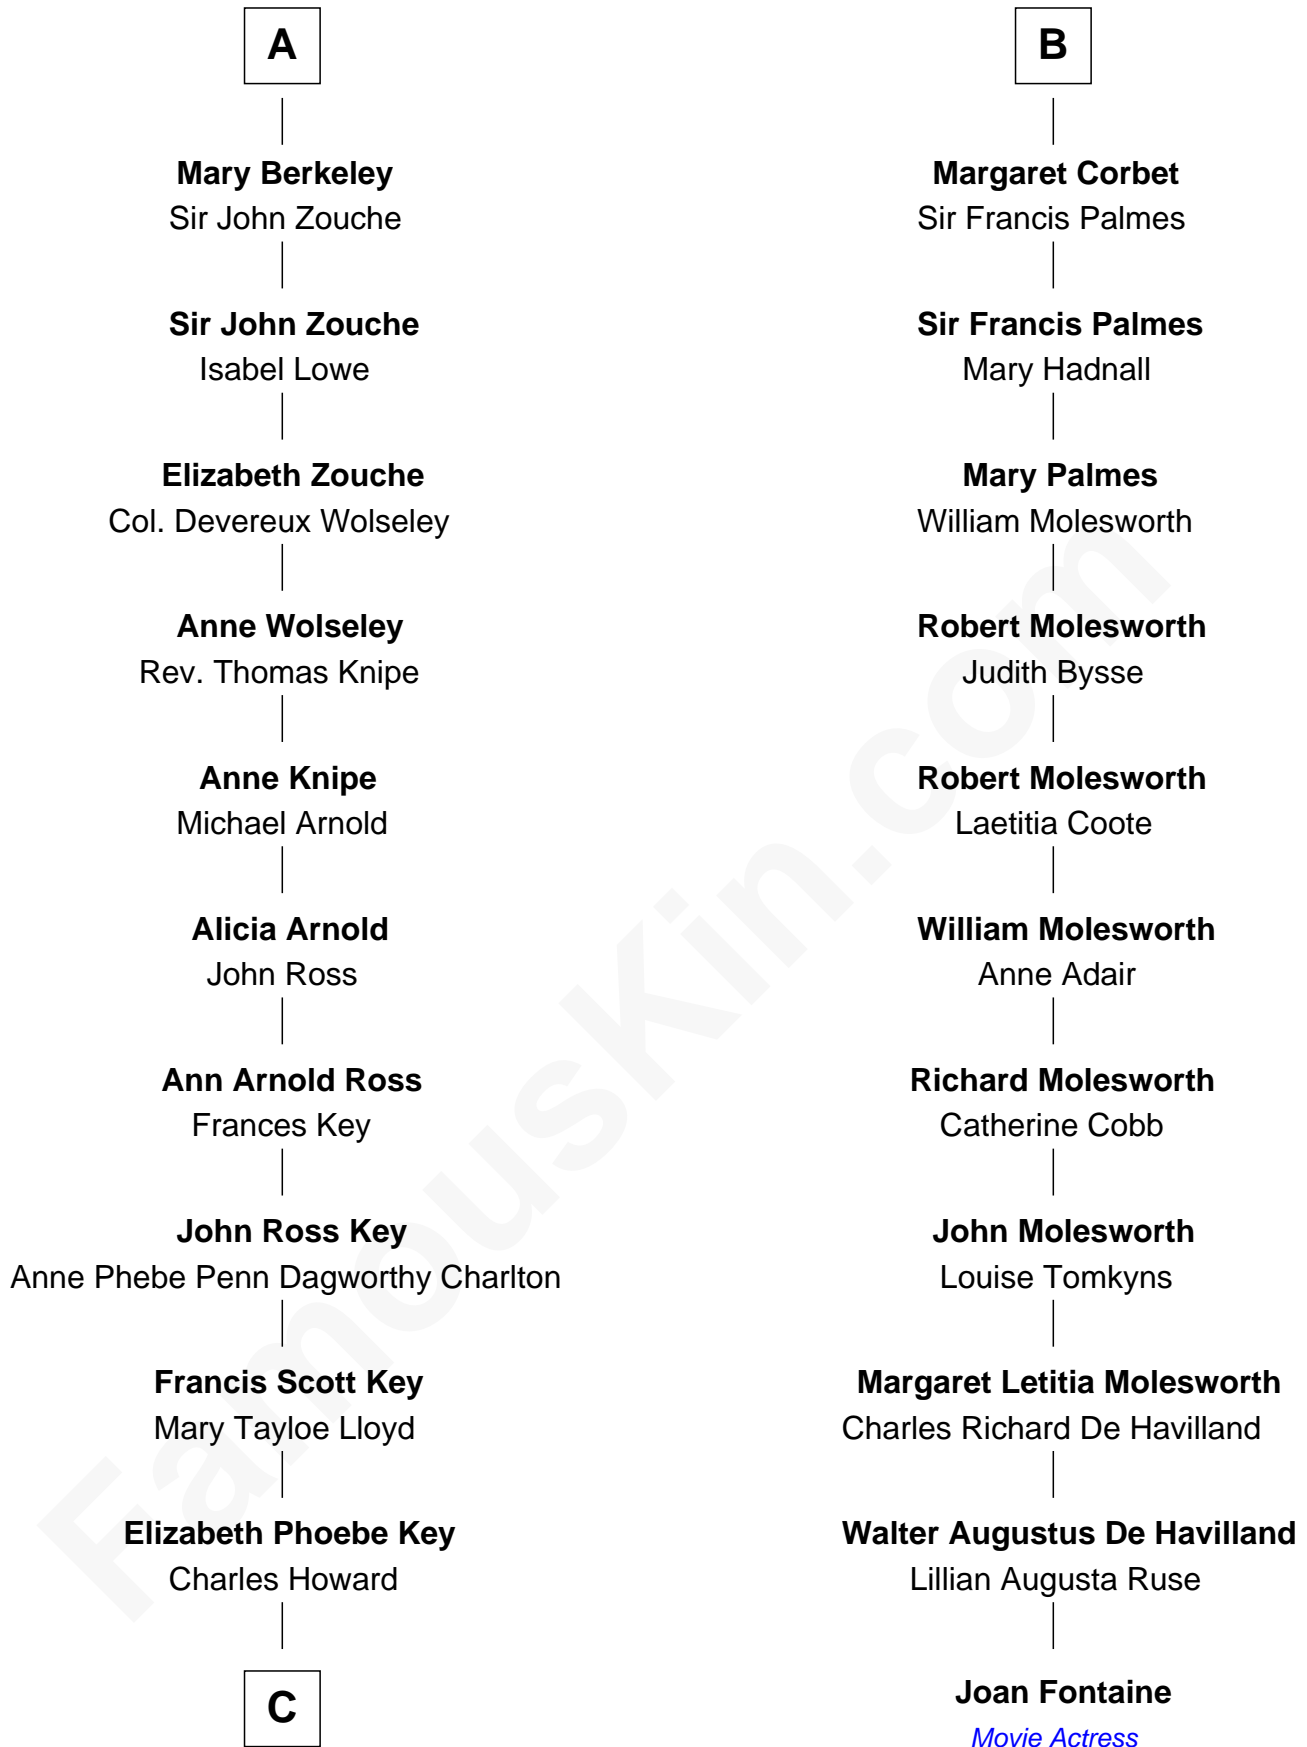 A
Mary Berkeley
Sir John Zouche
Sir John Zouche
Isabel Lowe
Elizabeth Zouche
Col. Devereux Wolseley
Anne Wolseley
Rev. Thomas Knipe
Anne Knipe
Michael Arnold
Alicia Arnold
John Ross
Ann Arnold Ross
Frances Key
John Ross Key
Anne Phebe Penn Dagworthy Charlton
Francis Scott Key
Mary Tayloe Lloyd
Elizabeth Phoebe Key
Charles Howard
C
B
Margaret Corbet
Sir Francis Palmes
Sir Francis Palmes
Mary Hadnall
Mary Palmes
William Molesworth
Robert Molesworth
Judith Bysse
Robert Molesworth
Laetitia Coote
William Molesworth
Anne Adair
Richard Molesworth
Catherine Cobb
John Molesworth
Louise Tomkyns
Margaret Letitia Molesworth
Charles Richard De Havilland
Walter Augustus De Havilland
Lillian Augusta Ruse
Joan Fontaine
Movie Actress
FamousKin.com